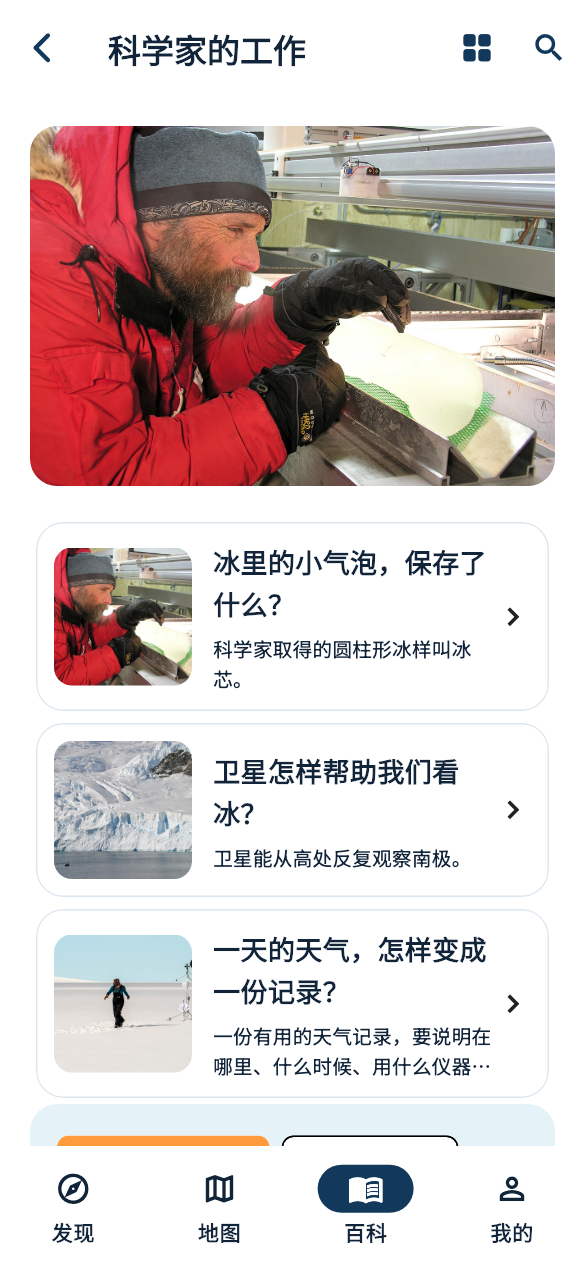 科学家的工作
冰里的小气泡，保存了
什么？
科学家取得的圆柱形冰样叫冰
芯。
卫星怎样帮助我们看
冰？
卫星能从高处反复观察南极。
一天的天气，怎样变成
一份记录？
一份有用的天气记录，要说明在
哪里、什么时候、用什么仪器…
发现
地图
百科
我的